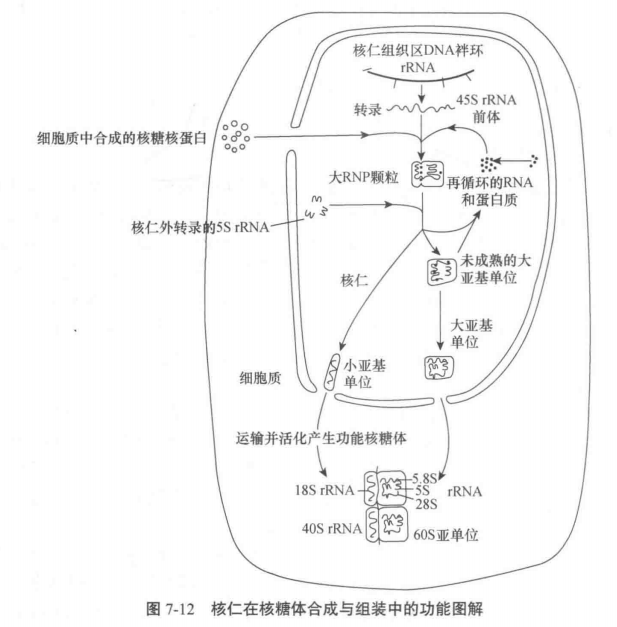 核仁组织区DNA袢环
rRNA
转录
45S rRNA
前体
细胞质中合成的核糖核蛋白
大RNP颗粒
再循环的RNA
和蛋白质
核仁外转录的5S rRNA
未成熟的大
亚基单位
核仁
大亚基
单位
小亚基
单位
细胞质
运输并活化产生功能核糖体
5.8S
18S rRNA
5S
rRNA
28S
40S rRNA
60S亚单位
图 7-12 核仁在核糖体合成与组装中的功能图解